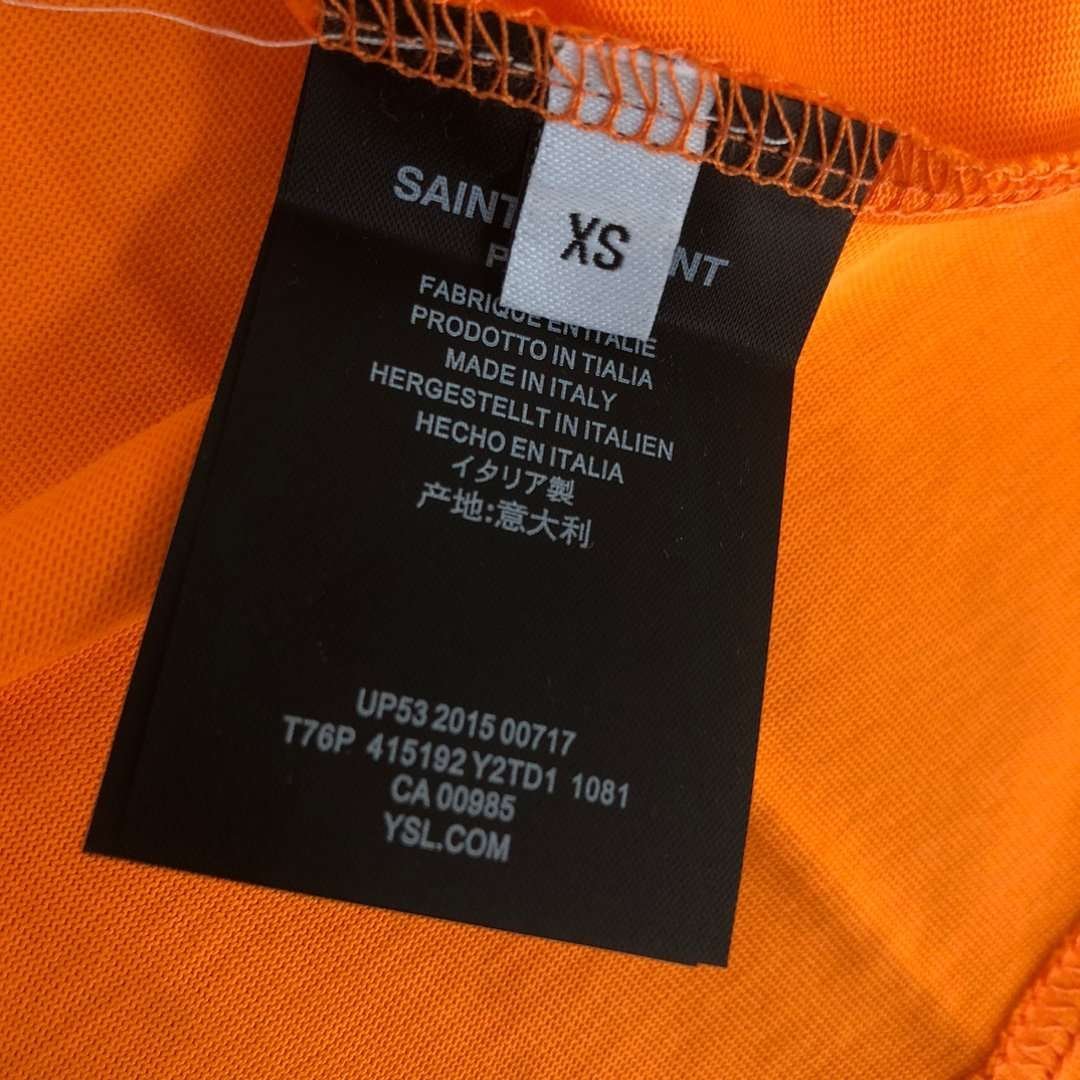 SAINT
XS
NT
FABRIQUE EN ITALIE
PRODOTTO IN TIALIA
MADE IN ITALY
HERGESTELLT IN ITALIEN
HECHO EN ITALIA
イタリア製
产地:意大利
UP53 2015 00717
T76P 415192 Y2TD1 1081
CA 00985
YSL.COM